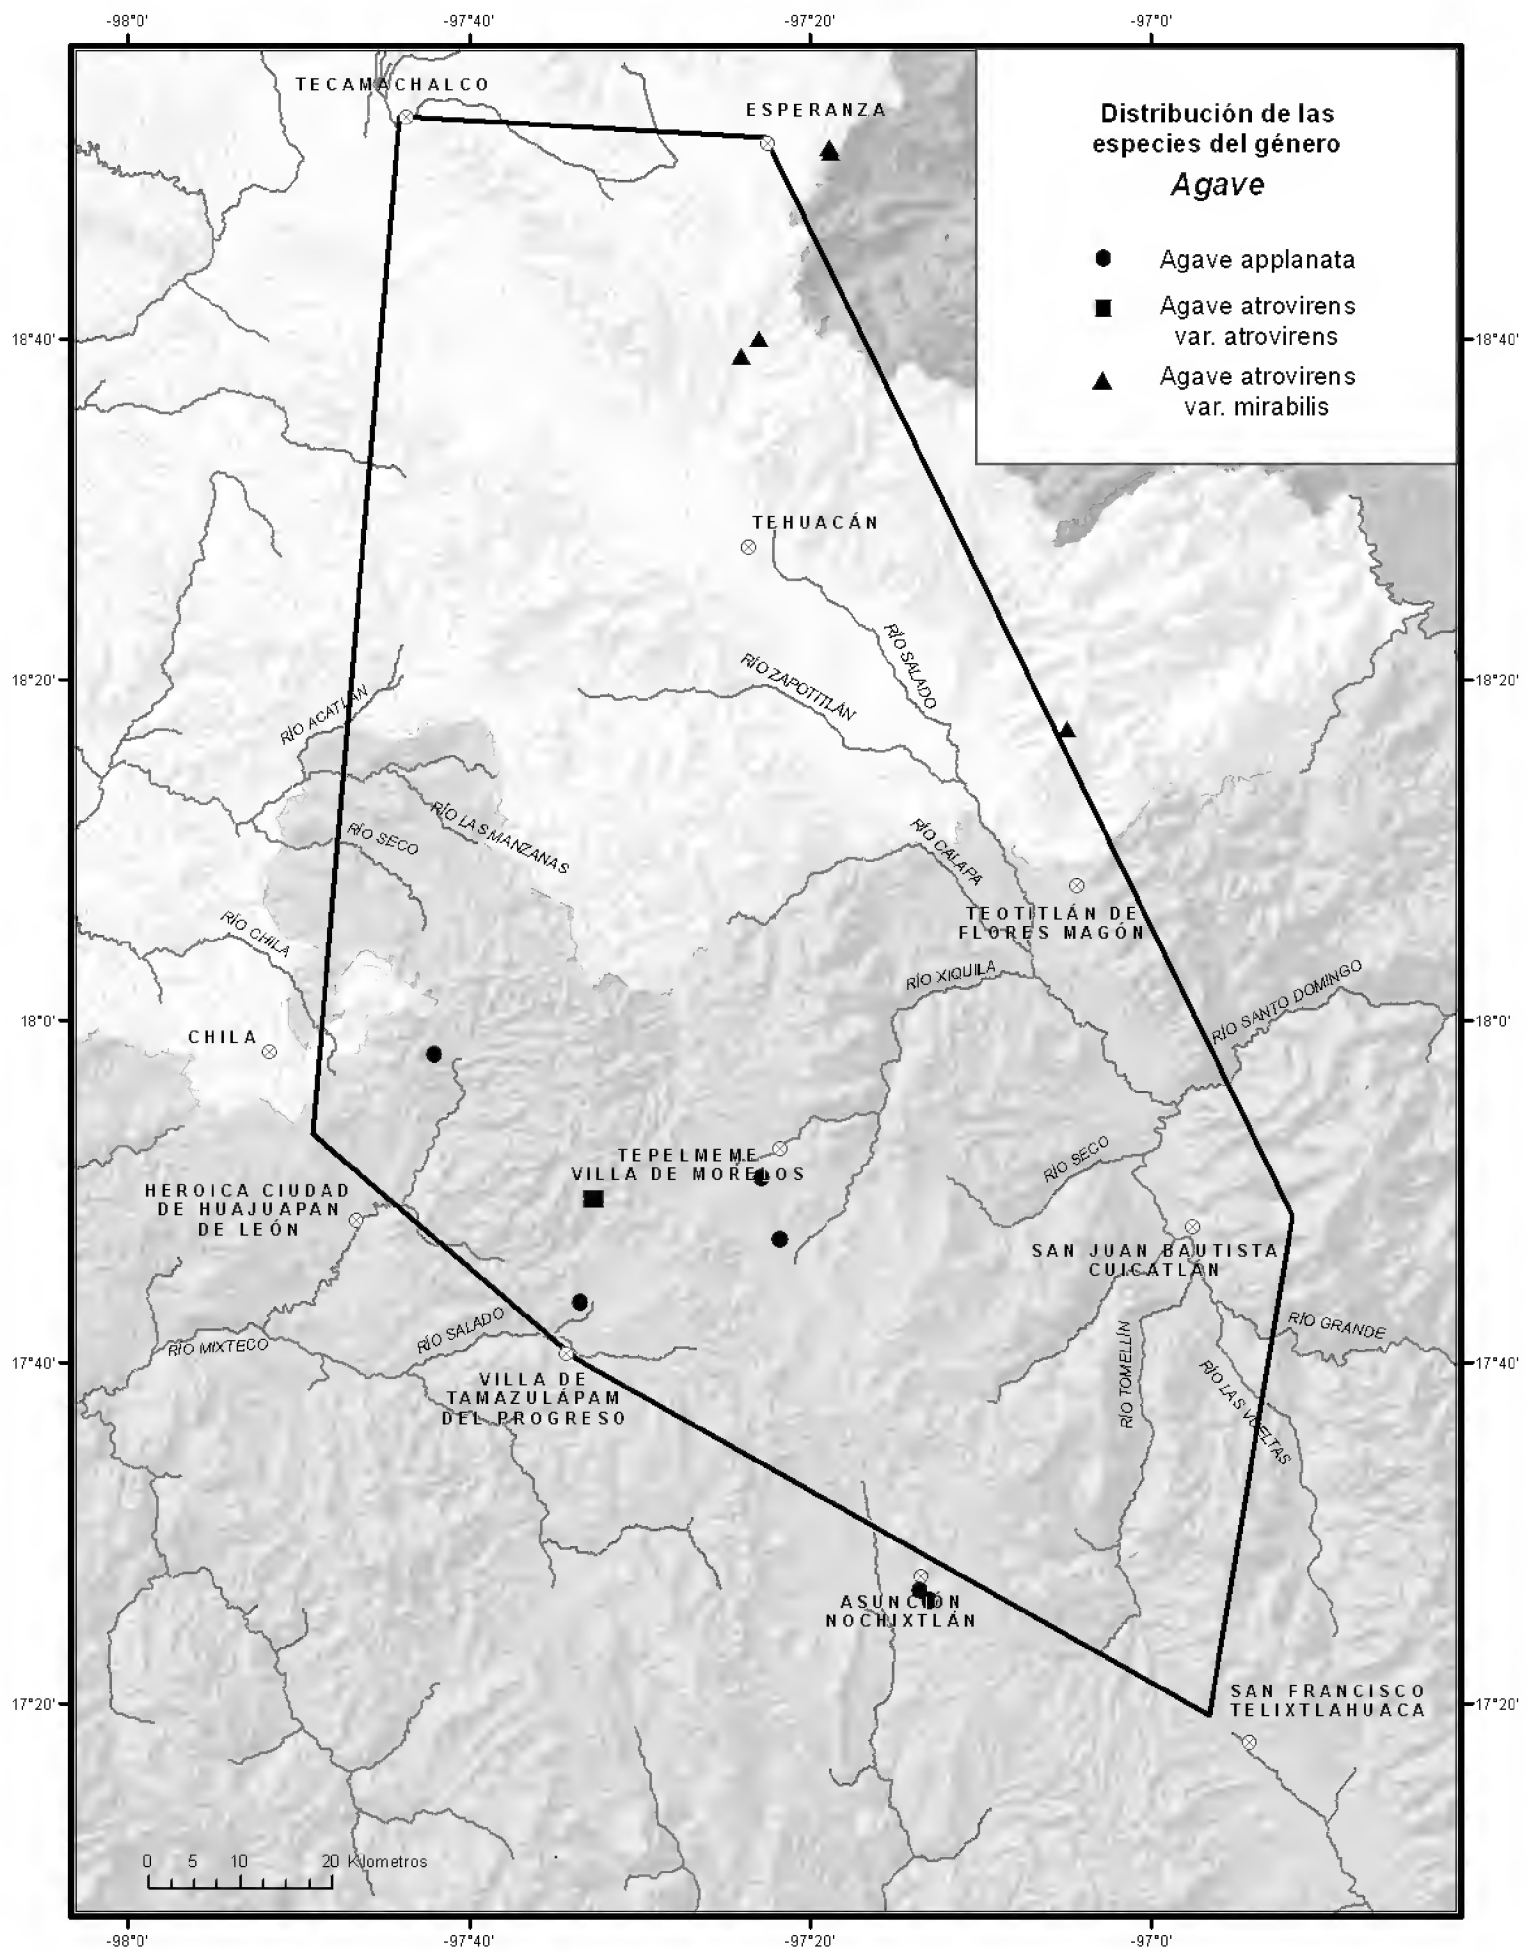 -98°0'
-97°40'
-97°20'
-97°0'
TECAMACHALCO
ESPERANZA
Distribución de las
especies del género
Agave
Agave applanata
Agave atrovirens
var. atrovirens
Agave atrovirens
var. mirabilis
18°40'
18°40'
TEHUACÁN
RÍO SALADO
RÍO ZAPOTITLÁN
18°20'
18°20'
RÍO ACATLÁN
RÍO LAS MANZANAS
RÍO SECO
RÍO CALAPA
TEOTITLÁN DE
FLORES MAGÓN
RÍO CHILA
RÍO XIQUILA
RÍO SANTO DOMINGO
18°0'
18°0'
CHILA
TEPELMEME
VILLA DE MORELOS
RÍO SECO
HEROICA CIUDAD
DE HUAJUAPAN
DE LEÓN
SAN JUAN BAUTISTA
CUICATLÁN
RÍO SALADO
RÍO MIXTECO
RÍO GRANDE
17°40'
17°40'
RÍO TOMELLÍN
RÍO LAS VUELTAS
VILLA DE
TAMAZULÁPAM
DEL PROGRESO
ASUNCIÓN
NOCHIXTLÁN
17°20'
17°20'
SAN FRANCISCO
TELIXTLAHUACA
0 5 10 20 Kilometros
-98°0'
-97°40'
-97°20'
-97°0'